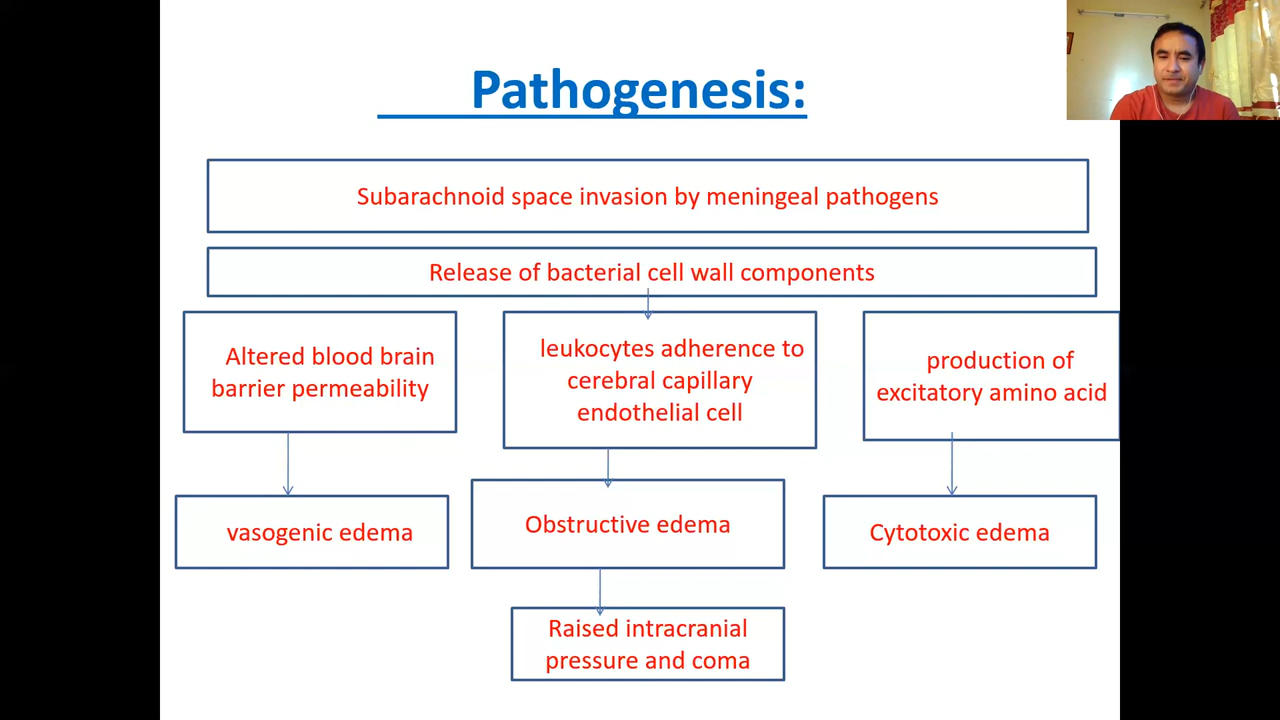 Pathogenesis:
Subarachnoid space invasion by meningeal pathogens
Release of bacterial cell wall components
Altered blood brain
barrier permeability
leukocytes adherence to
cerebral capillary
endothelial cell
production of
excitatory amino acid
vasogenic edema
Obstructive edema
Cytotoxic edema
Raised intracranial
pressure and coma